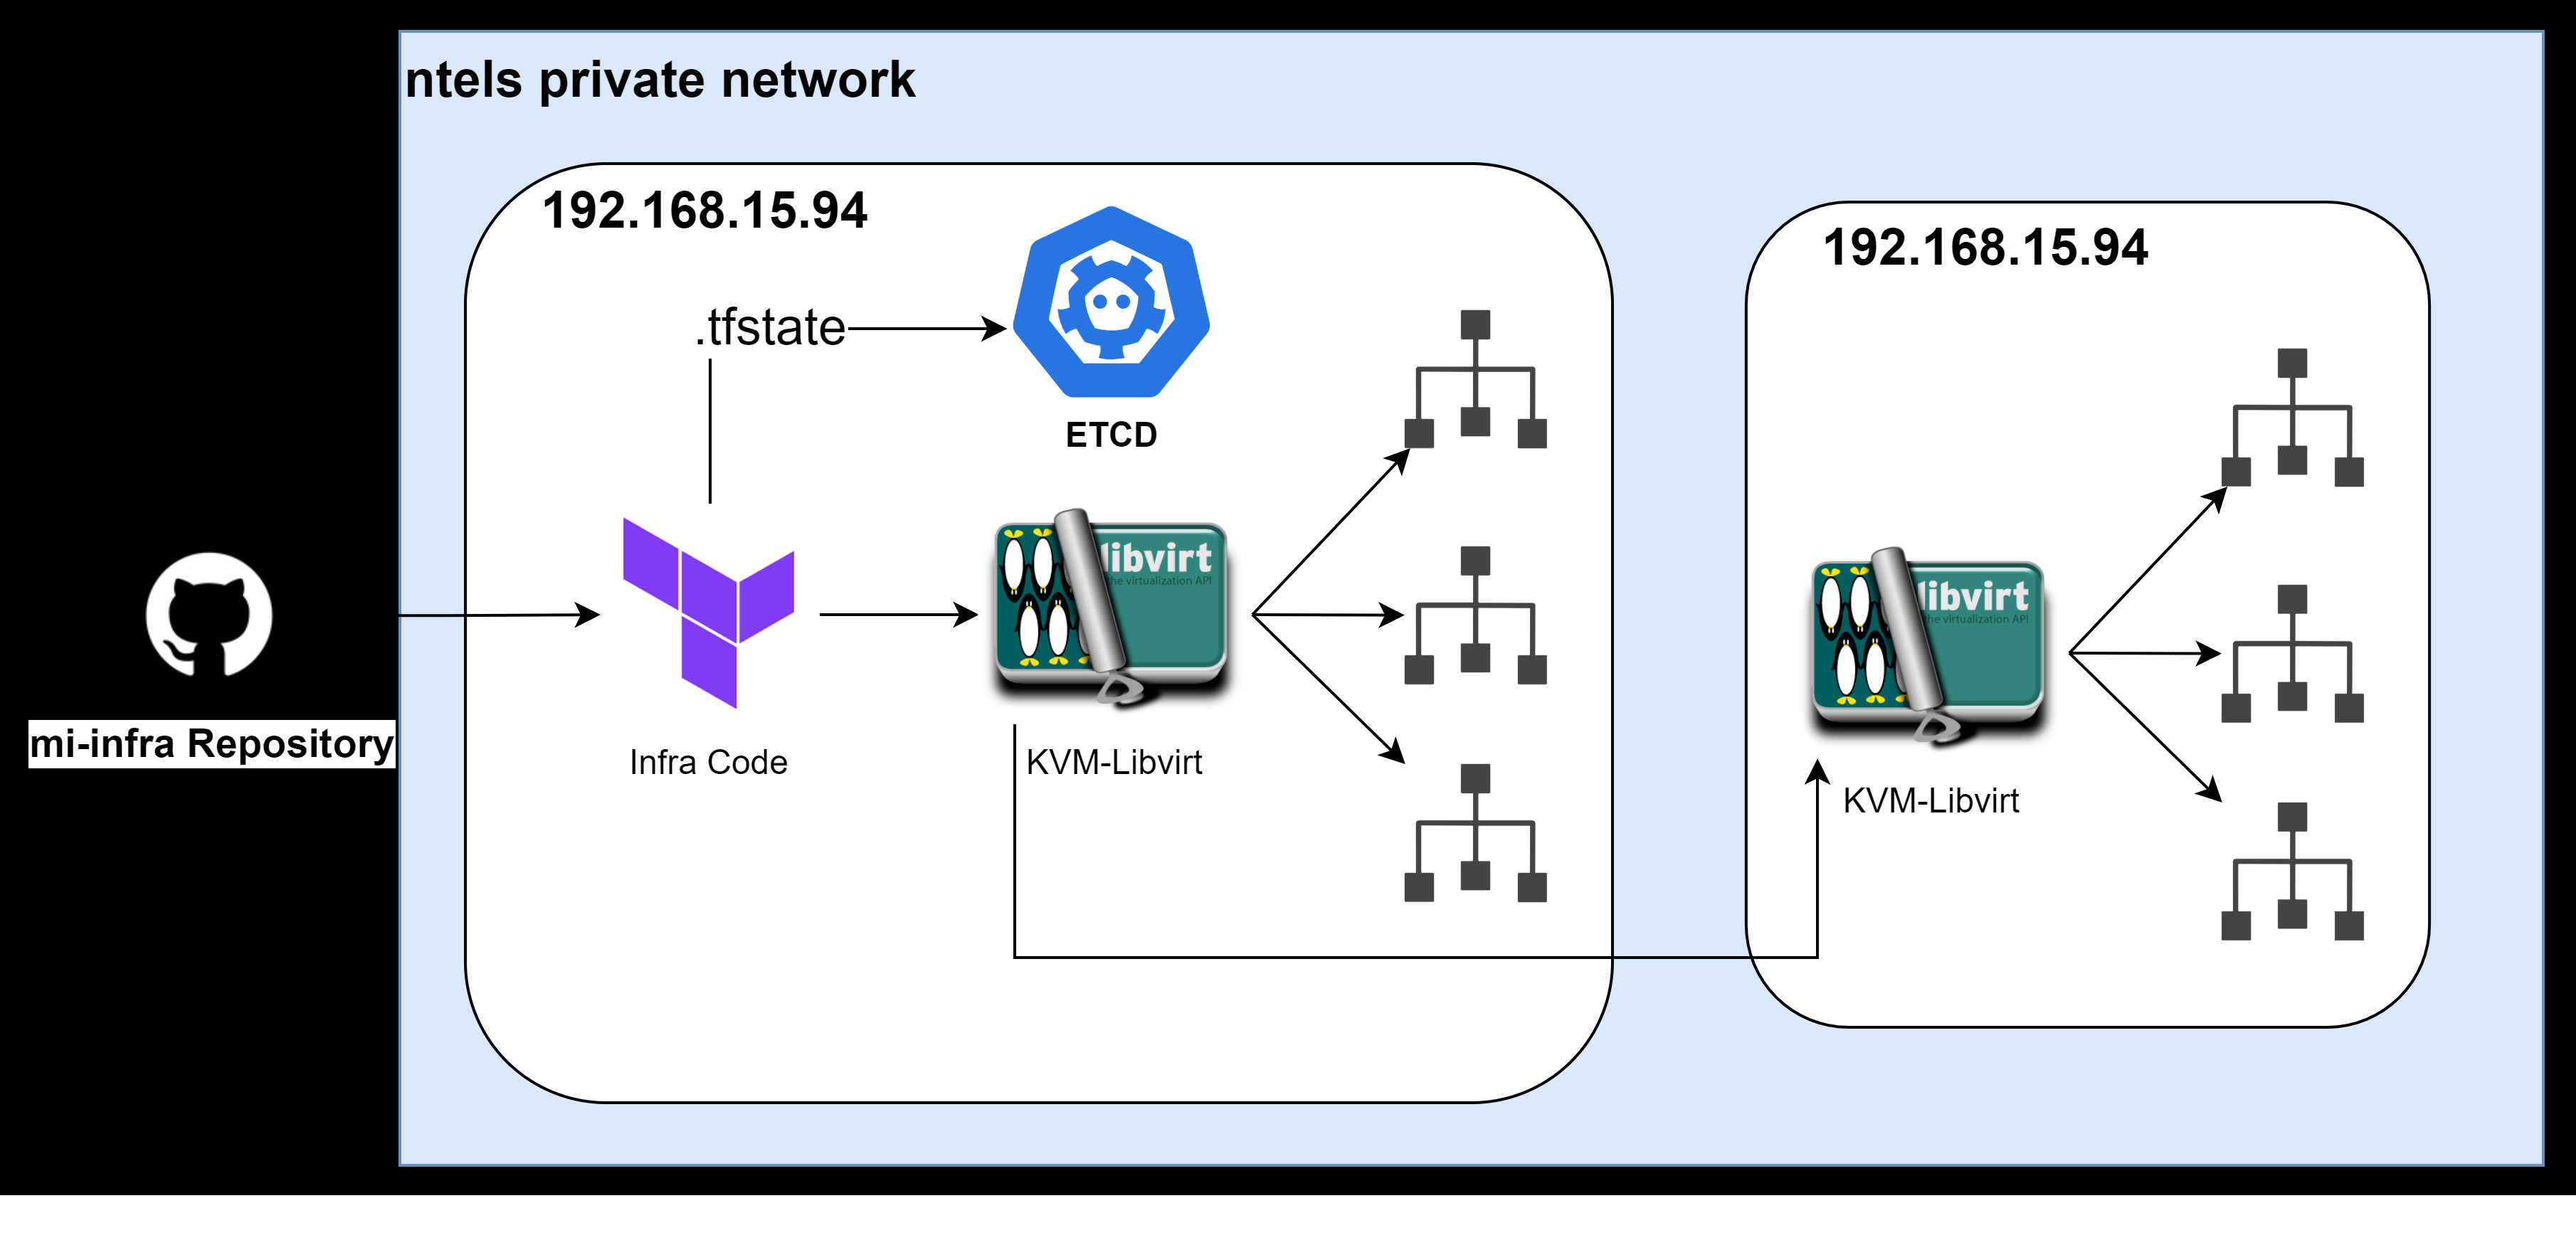 ntels private network
192.168.15.94
192.168.15.94
.tfstate
ETCD
libvirt
the virtualization API
libvirt
the virtualization API
mi-infra Repository
Infra Code
KVM-Libvirt
KVM-Libvirt